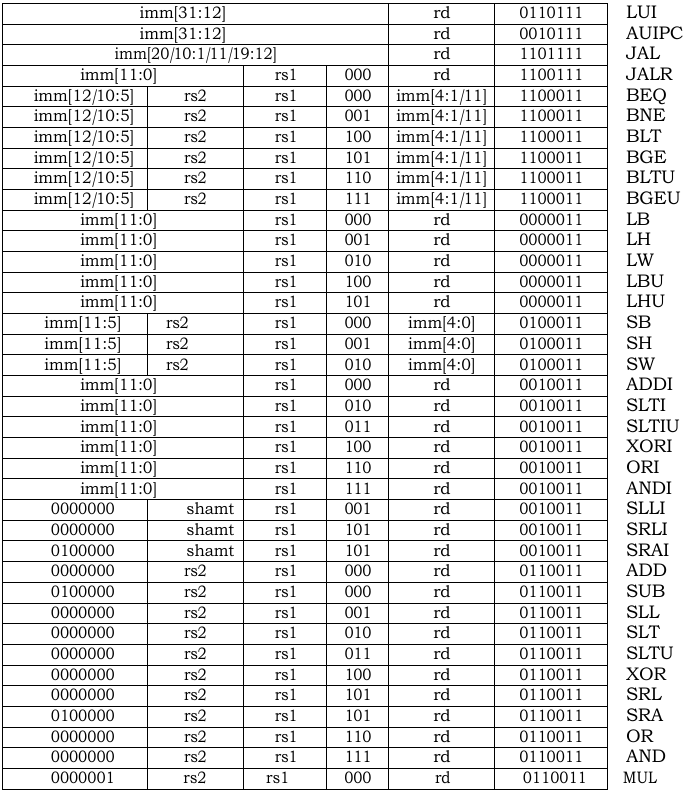 imm[31:12] rd 0110111 LUI
imm[31:12] rd 0010111 AUIPC
imm[20/10:1/11/19:12] rd 1101111 JAL
imm[11:0] rs1 000 rd 1100111 JALR
imm[12/10:5] rs2 rs1 000 imm[4:1/11] 1100011 BEQ
imm[12/10:5] rs2 rs1 001 imm[4:1/11] 1100011 BNE
imm[12/10:5] rs2 rs1 100 imm[4:1/11] 1100011 BLT
imm[12/10:5] rs2 rs1 101 imm[4:1/11] 1100011 BGE
imm[12/10:5] rs2 rs1 110 imm[4:1/11] 1100011 BLTU
imm[12/10:5] rs2 rs1 111 imm[4:1/11] 1100011 BGEU
imm[11:0] rs1 000 rd 0000011 LB
imm[11:0] rs1 001 rd 0000011 LH
imm[11:0] rs1 010 rd 0000011 LW
imm[11:0] rs1 100 rd 0000011 LBU
imm[11:0] rs1 101 rd 0000011 LHU
imm[11:5] rs2 rs1 000 imm[4:0] 0100011 SB
imm[11:5] rs2 rs1 001 imm[4:0] 0100011 SH
imm[11:5] rs2 rs1 010 imm[4:0] 0100011 SW
imm[11:0] rs1 000 rd 0010011 ADDI
imm[11:0] rs1 010 rd 0010011 SLTI
imm[11:0] rs1 011 rd 0010011 SLTIU
imm[11:0] rs1 100 rd 0010011 XORI
imm[11:0] rs1 110 rd 0010011 ORI
imm[11:0] rs1 111 rd 0010011 ANDI
0000000 shamt rs1 001 rd 0010011 SLLI
0000000 shamt rs1 101 rd 0010011 SRLI
0100000 shamt rs1 101 rd 0010011 SRAI
0000000 rs2 rs1 000 rd 0110011 ADD
0100000 rs2 rs1 000 rd 0110011 SUB
0000000 rs2 rs1 001 rd 0110011 SLL
0000000 rs2 rs1 010 rd 0110011 SLT
0000000 rs2 rs1 011 rd 0110011 SLTU
0000000 rs2 rs1 100 rd 0110011 XOR
0000000 rs2 rs1 101 rd 0110011 SRL
0100000 rs2 rs1 101 rd 0110011 SRA
0000000 rs2 rs1 110 rd 0110011 OR
0000000 rs2 rs1 111 rd 0110011 AND
0000001 rs2 rs1 000 rd 0110011 MUL